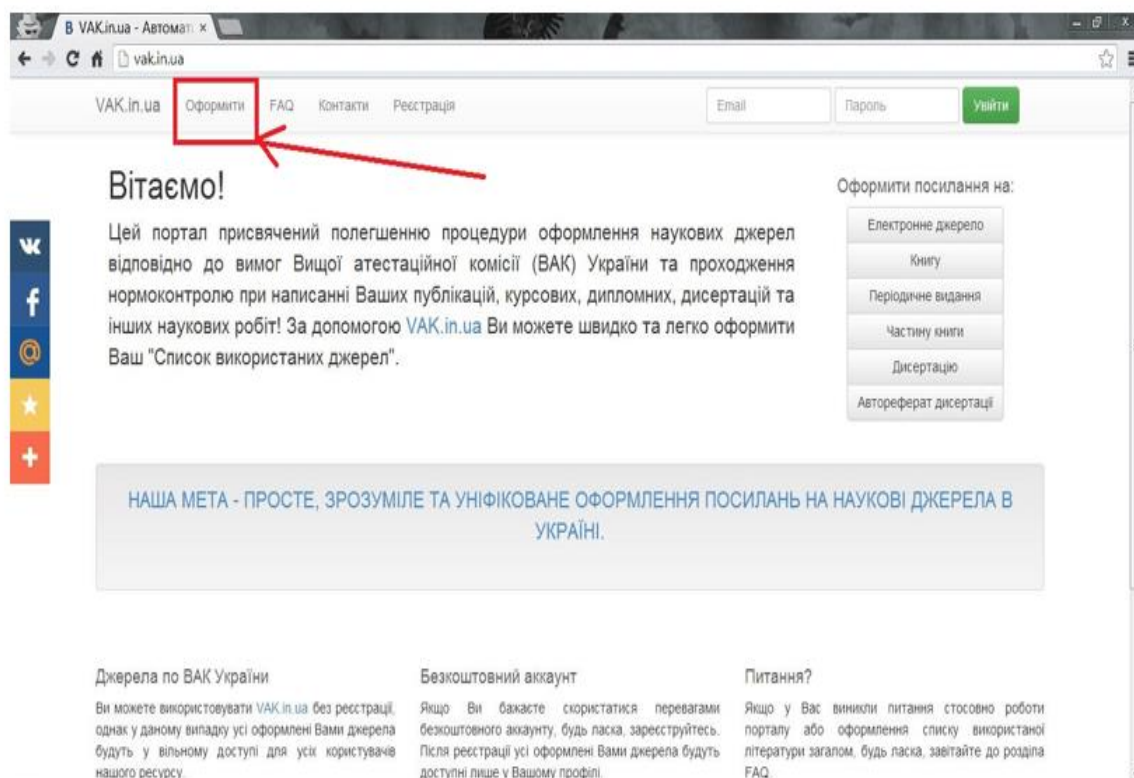 B VAK.in.ua - Автомат
vak.in.ua
VAK.in.ua Оформити FAQ Контакти Реєстрація Email Пароль Увійти
Вітаємо!
Цей портал присвячений полегшенню процедури оформлення наукових джерел
відповідно до вимог Вищої атестаційної комісії (ВАК) України та проходження
нормоконтролю при написанні Ваших публікацій, курсових, дипломних, дисертацій та
інших наукових робіт! За допомогою VAK.in.ua Ви можете швидко та легко оформити
Ваш "Список використаних джерел".
Оформити посилання на:
Електронне джерело
Книгу
Періодичне видання
Частину книги
Дисертацію
Автореферат дисертації
НАША МЕТА - ПРОСТЕ, ЗРОЗУМІЛЕ ТА УНІФІКОВАНЕ ОФОРМЛЕННЯ ПОСИЛАНЬ НА НАУКОВІ ДЖЕРЕЛА В
УКРАЇНІ.
Джерела по ВАК України
Ви можете використовувати VAK.in.ua без реєстрації,
однак у даному випадку усі оформлені Вами джерела
будуть у вільному доступі для усіх користувачів
нашого ресурсу.
Безкоштовний аккаунт
Якщо Ви бажаєте скористатися перевагами
безкоштовного аккаунту, будь ласка, зареєструйтесь.
Після реєстрації усі оформлені Вами джерела будуть
доступні лише у Вашому профілі.
Питання?
Якщо у Вас виникли питання стосовно роботи
порталу або оформлення списку використаної
літератури загалом, будь ласка, завітайте до розділа
FAQ.